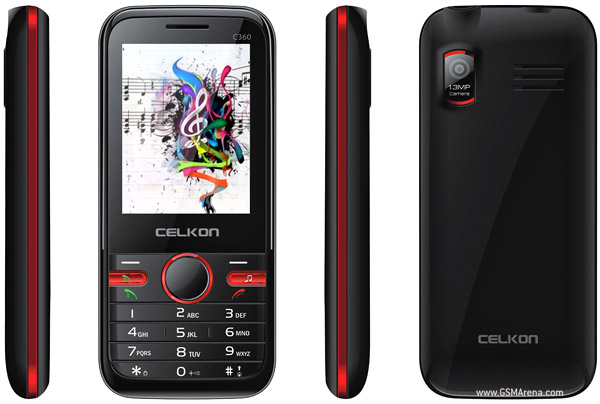 C360
CELKON
1
2 ABC
3 DEF
4 GHI
5 JKL
6 MNO
7 PQRS
8 TUV
9 WXYZ
*
0 +
# !
1.3MP
Camera
CELKON
www.GSMArena.com